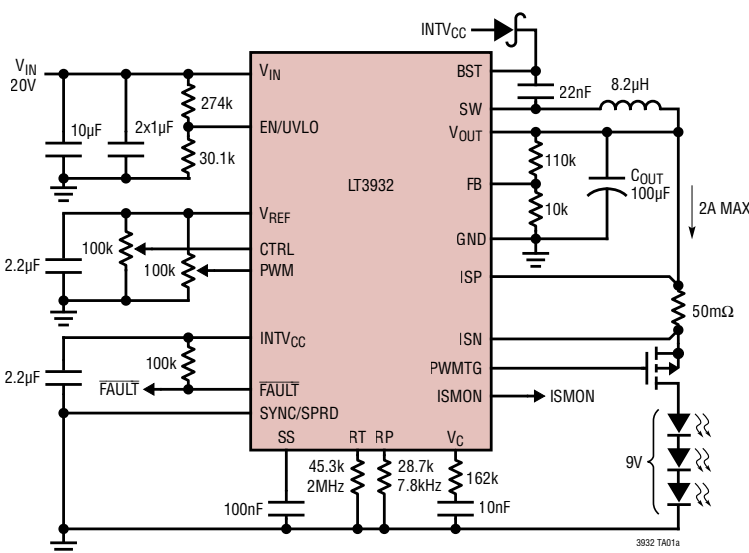 INTVCC
VIN
20V
10µF
2x1µF
274k
30.1k
VIN
EN/UVLO
BST
22nF
8.2µH
SW
VOUT
110k
FB
10k
COUT
100µF
LT3932
2A MAX
GND
VREF
100k
CTRL
2.2µF
100k
PWM
ISP
50mΩ
ISN
INTVCC
100k
PWMTG
2.2µF
FAULT
FAULT
ISMON
ISMON
SYNC/SPRD
SS
RT
RP
VC
9V
45.3k
2MHz
28.7k
7.8kHz
162k
100nF
10nF
3932 TA01a